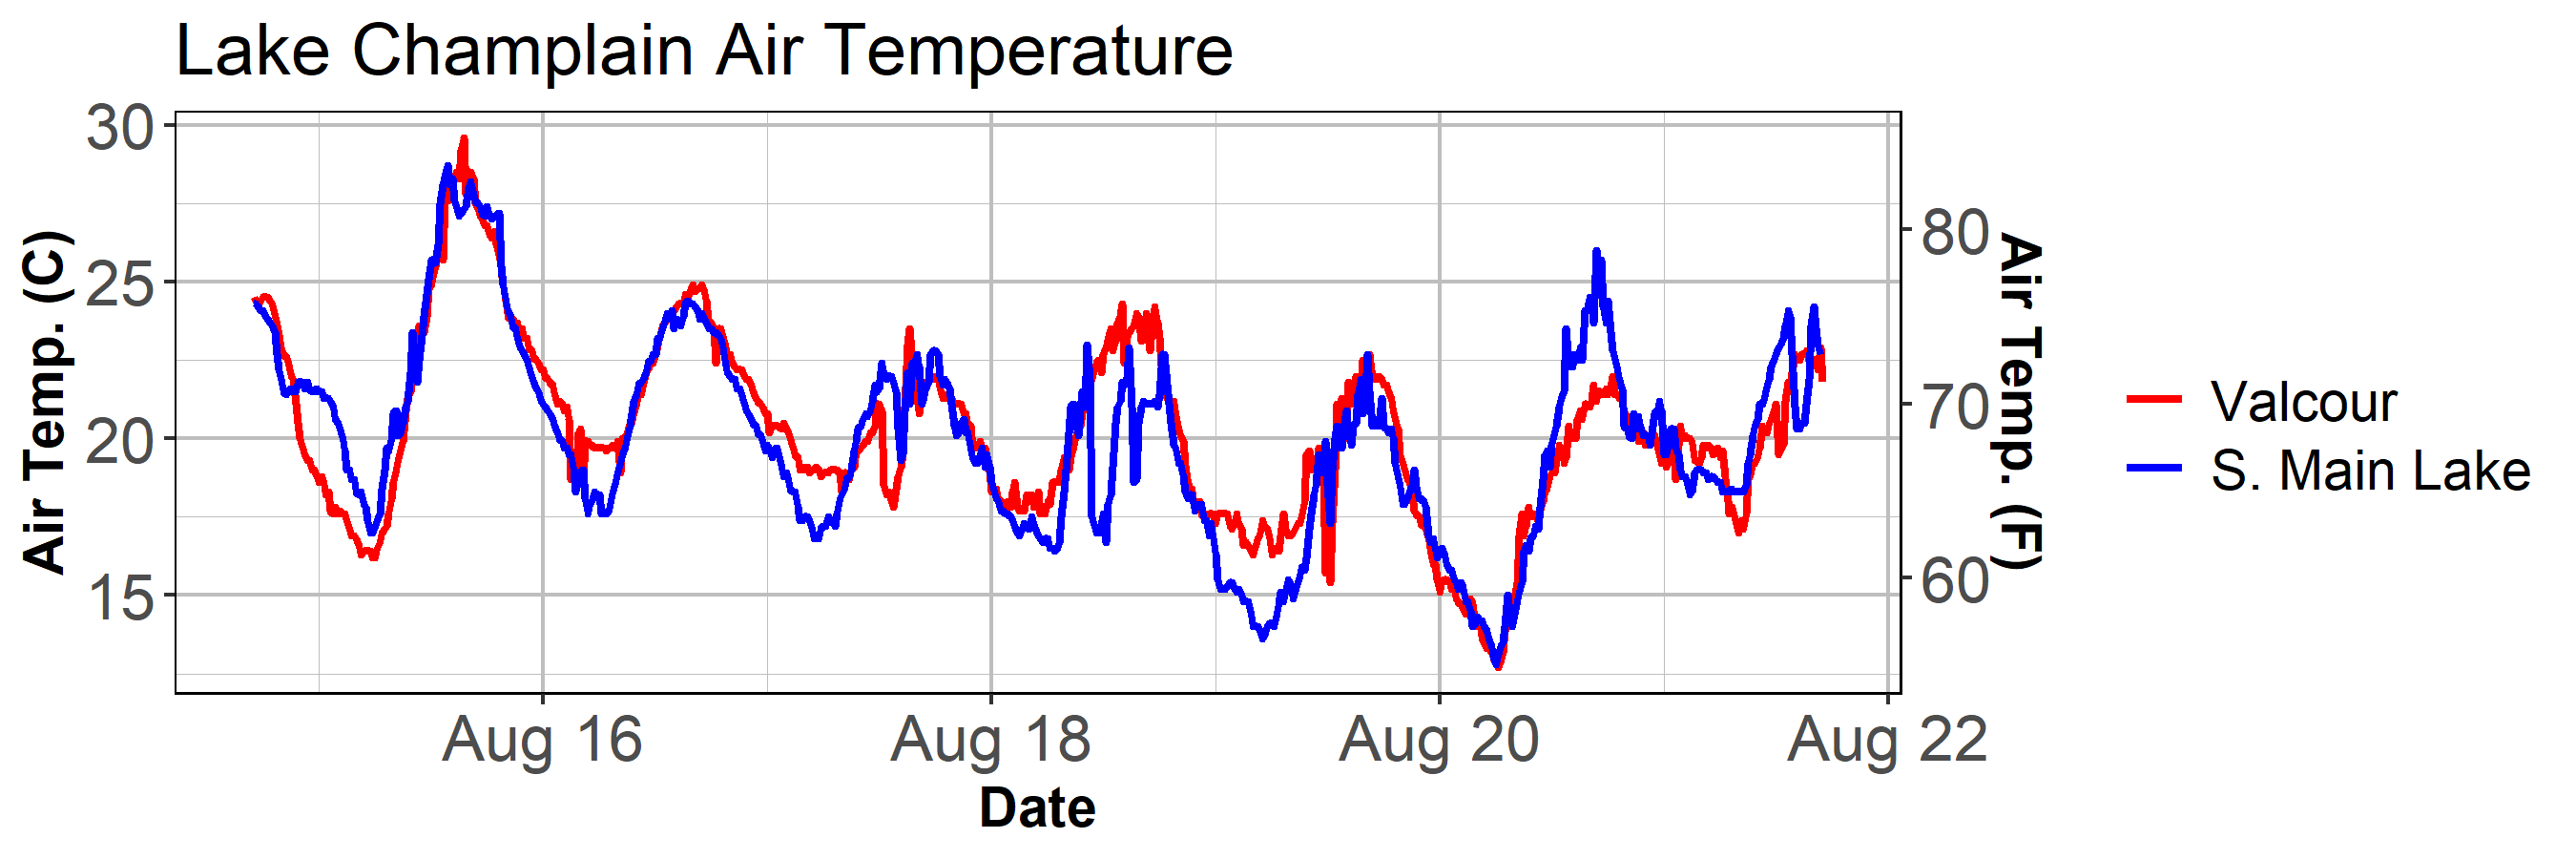 Lake Champlain Air Temperature
30
25
20
15
Air Temp. (C)
80
70
60
Air Temp. (F)
Aug 16
Aug 18
Aug 20
Aug 22
Date
Valcour
S. Main Lake